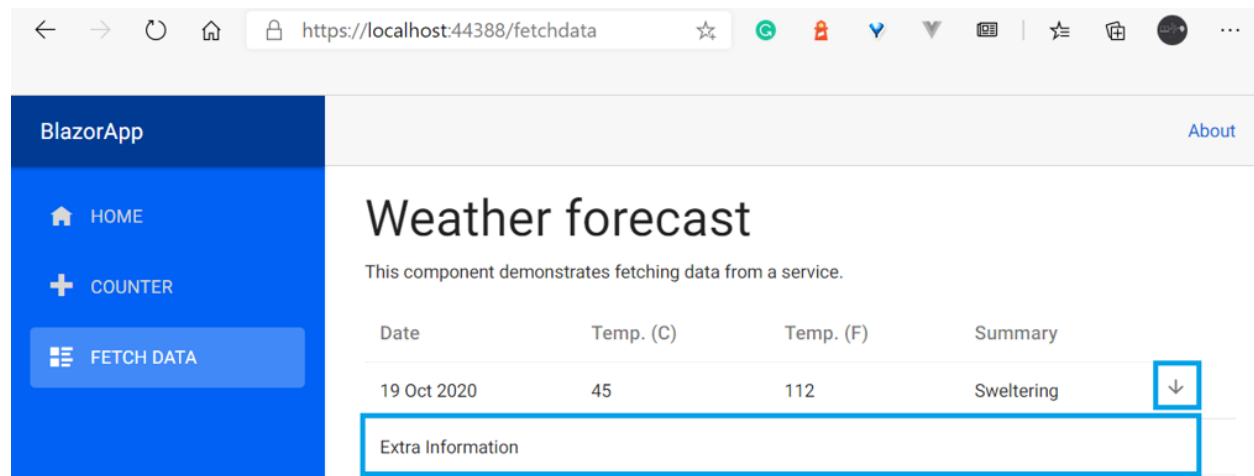 https://localhost:44388/fetchdata
BlazorApp
About
HOME
COUNTER
FETCH DATA
Weather forecast
This component demonstrates fetching data from a service.
Date Temp. (C) Temp. (F) Summary
19 Oct 2020 45 112 Sweltering
Extra Information